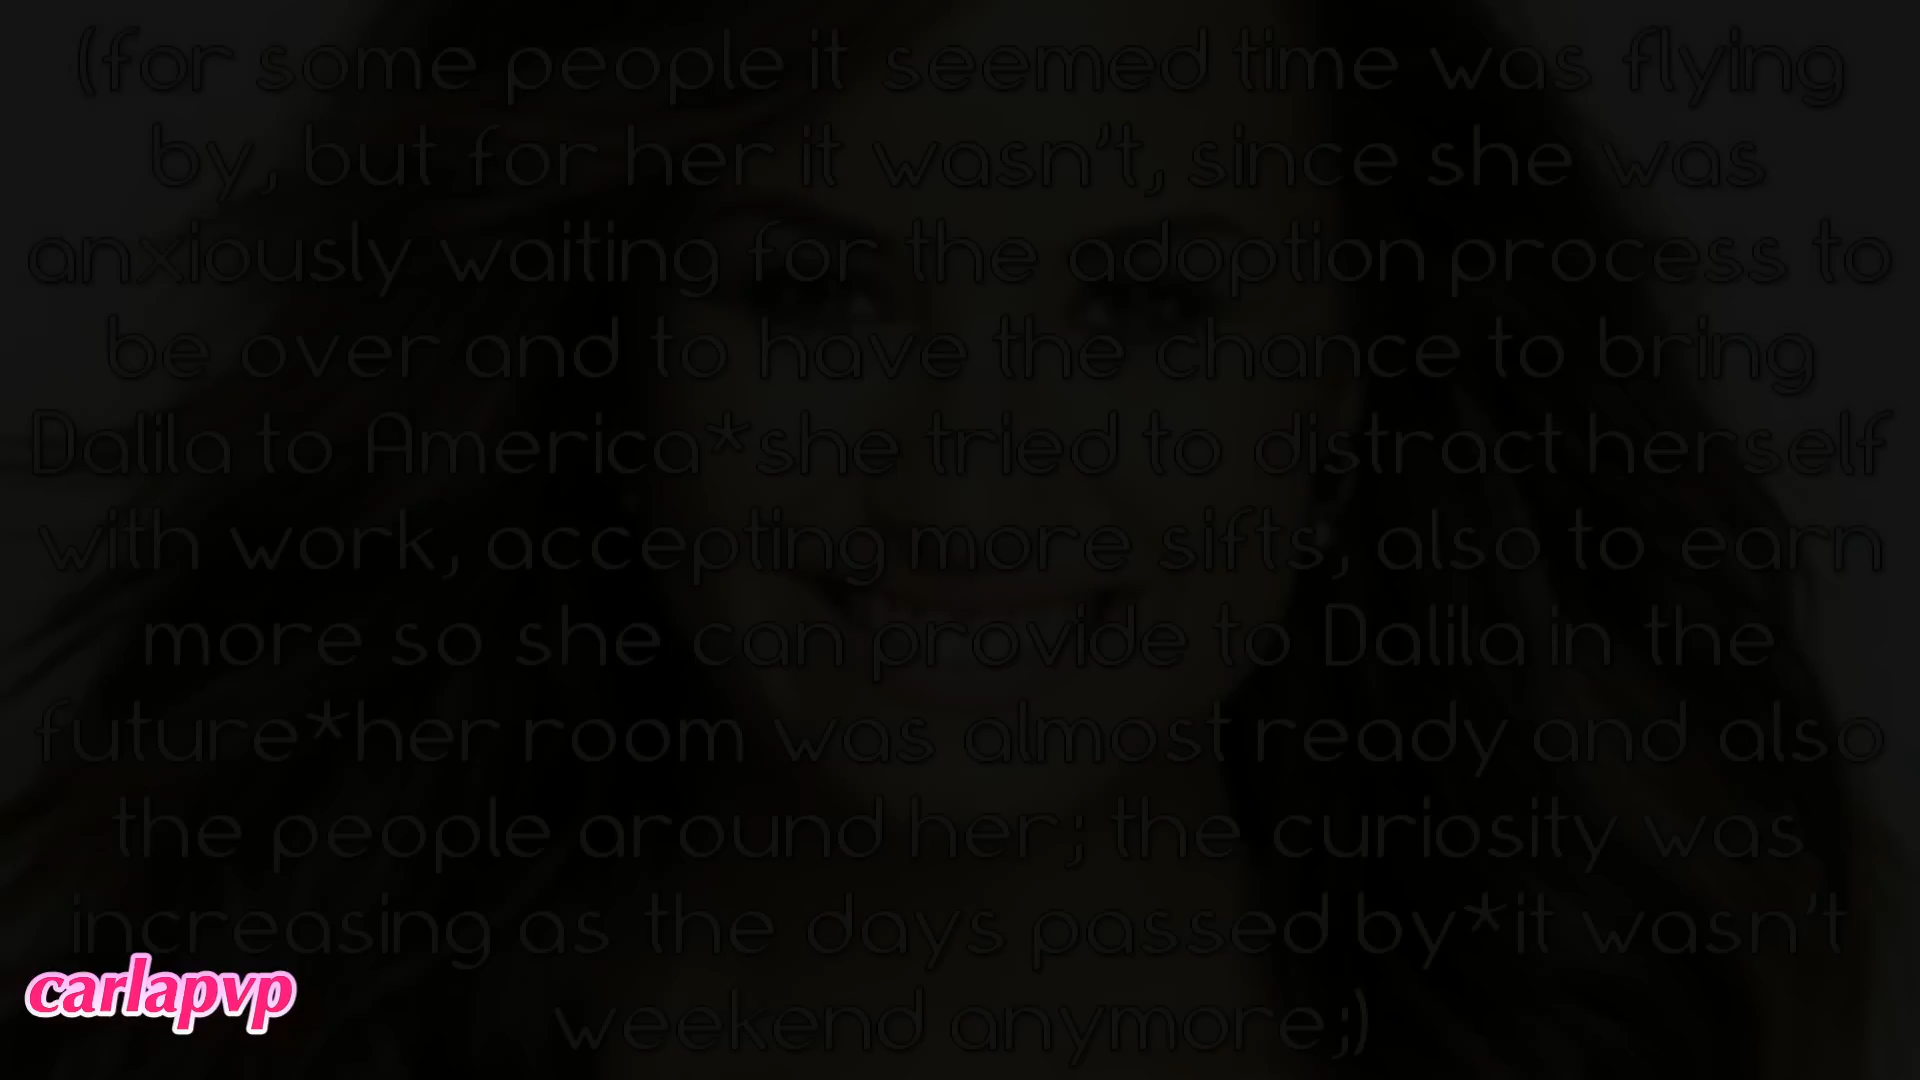 (for some people it seemed time was flying
by, but for her it wasn't, since she was
anxiously waiting for the adoption process to
be over and to have the chance to bring
Dalila to America*she tried to distract herself
with work, accepting more sifts, also to earn
more so she can provide to Dalila in the
future*her room was almost ready and also
the people around her; the curiosity was
increasing as the days passed by*it wasn't
weekend anymore;)
carlapvp